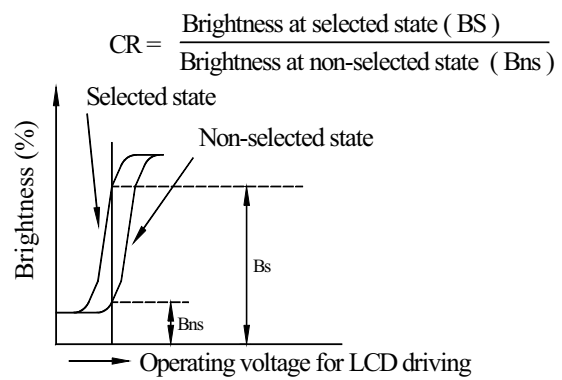 CR = Brightness at selected state ( BS )
Brightness at non-selected state ( Bns )
Selected state
Non-selected state
Brightness (%)
Bs
Bns
Operating voltage for LCD driving